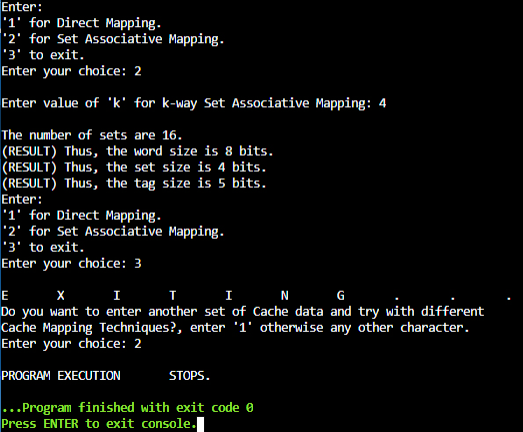 Enter:
'1' for Direct Mapping.
'2' for Set Associative Mapping.
'3' to exit.
Enter your choice: 2
Enter value of 'k' for k-way Set Associative Mapping: 4
The number of sets are 16.
(RESULT) Thus, the word size is 8 bits.
(RESULT) Thus, the set size is 4 bits.
(RESULT) Thus, the tag size is 5 bits.
Enter:
'1' for Direct Mapping.
'2' for Set Associative Mapping.
'3' to exit.
Enter your choice: 3
E X I T I N G . . .
Do you want to enter another set of Cache data and try with different
Cache Mapping Techniques?, enter '1' otherwise any other character.
Enter your choice: 2
PROGRAM EXECUTION STOPS.
...Program finished with exit code 0
Press ENTER to exit console.